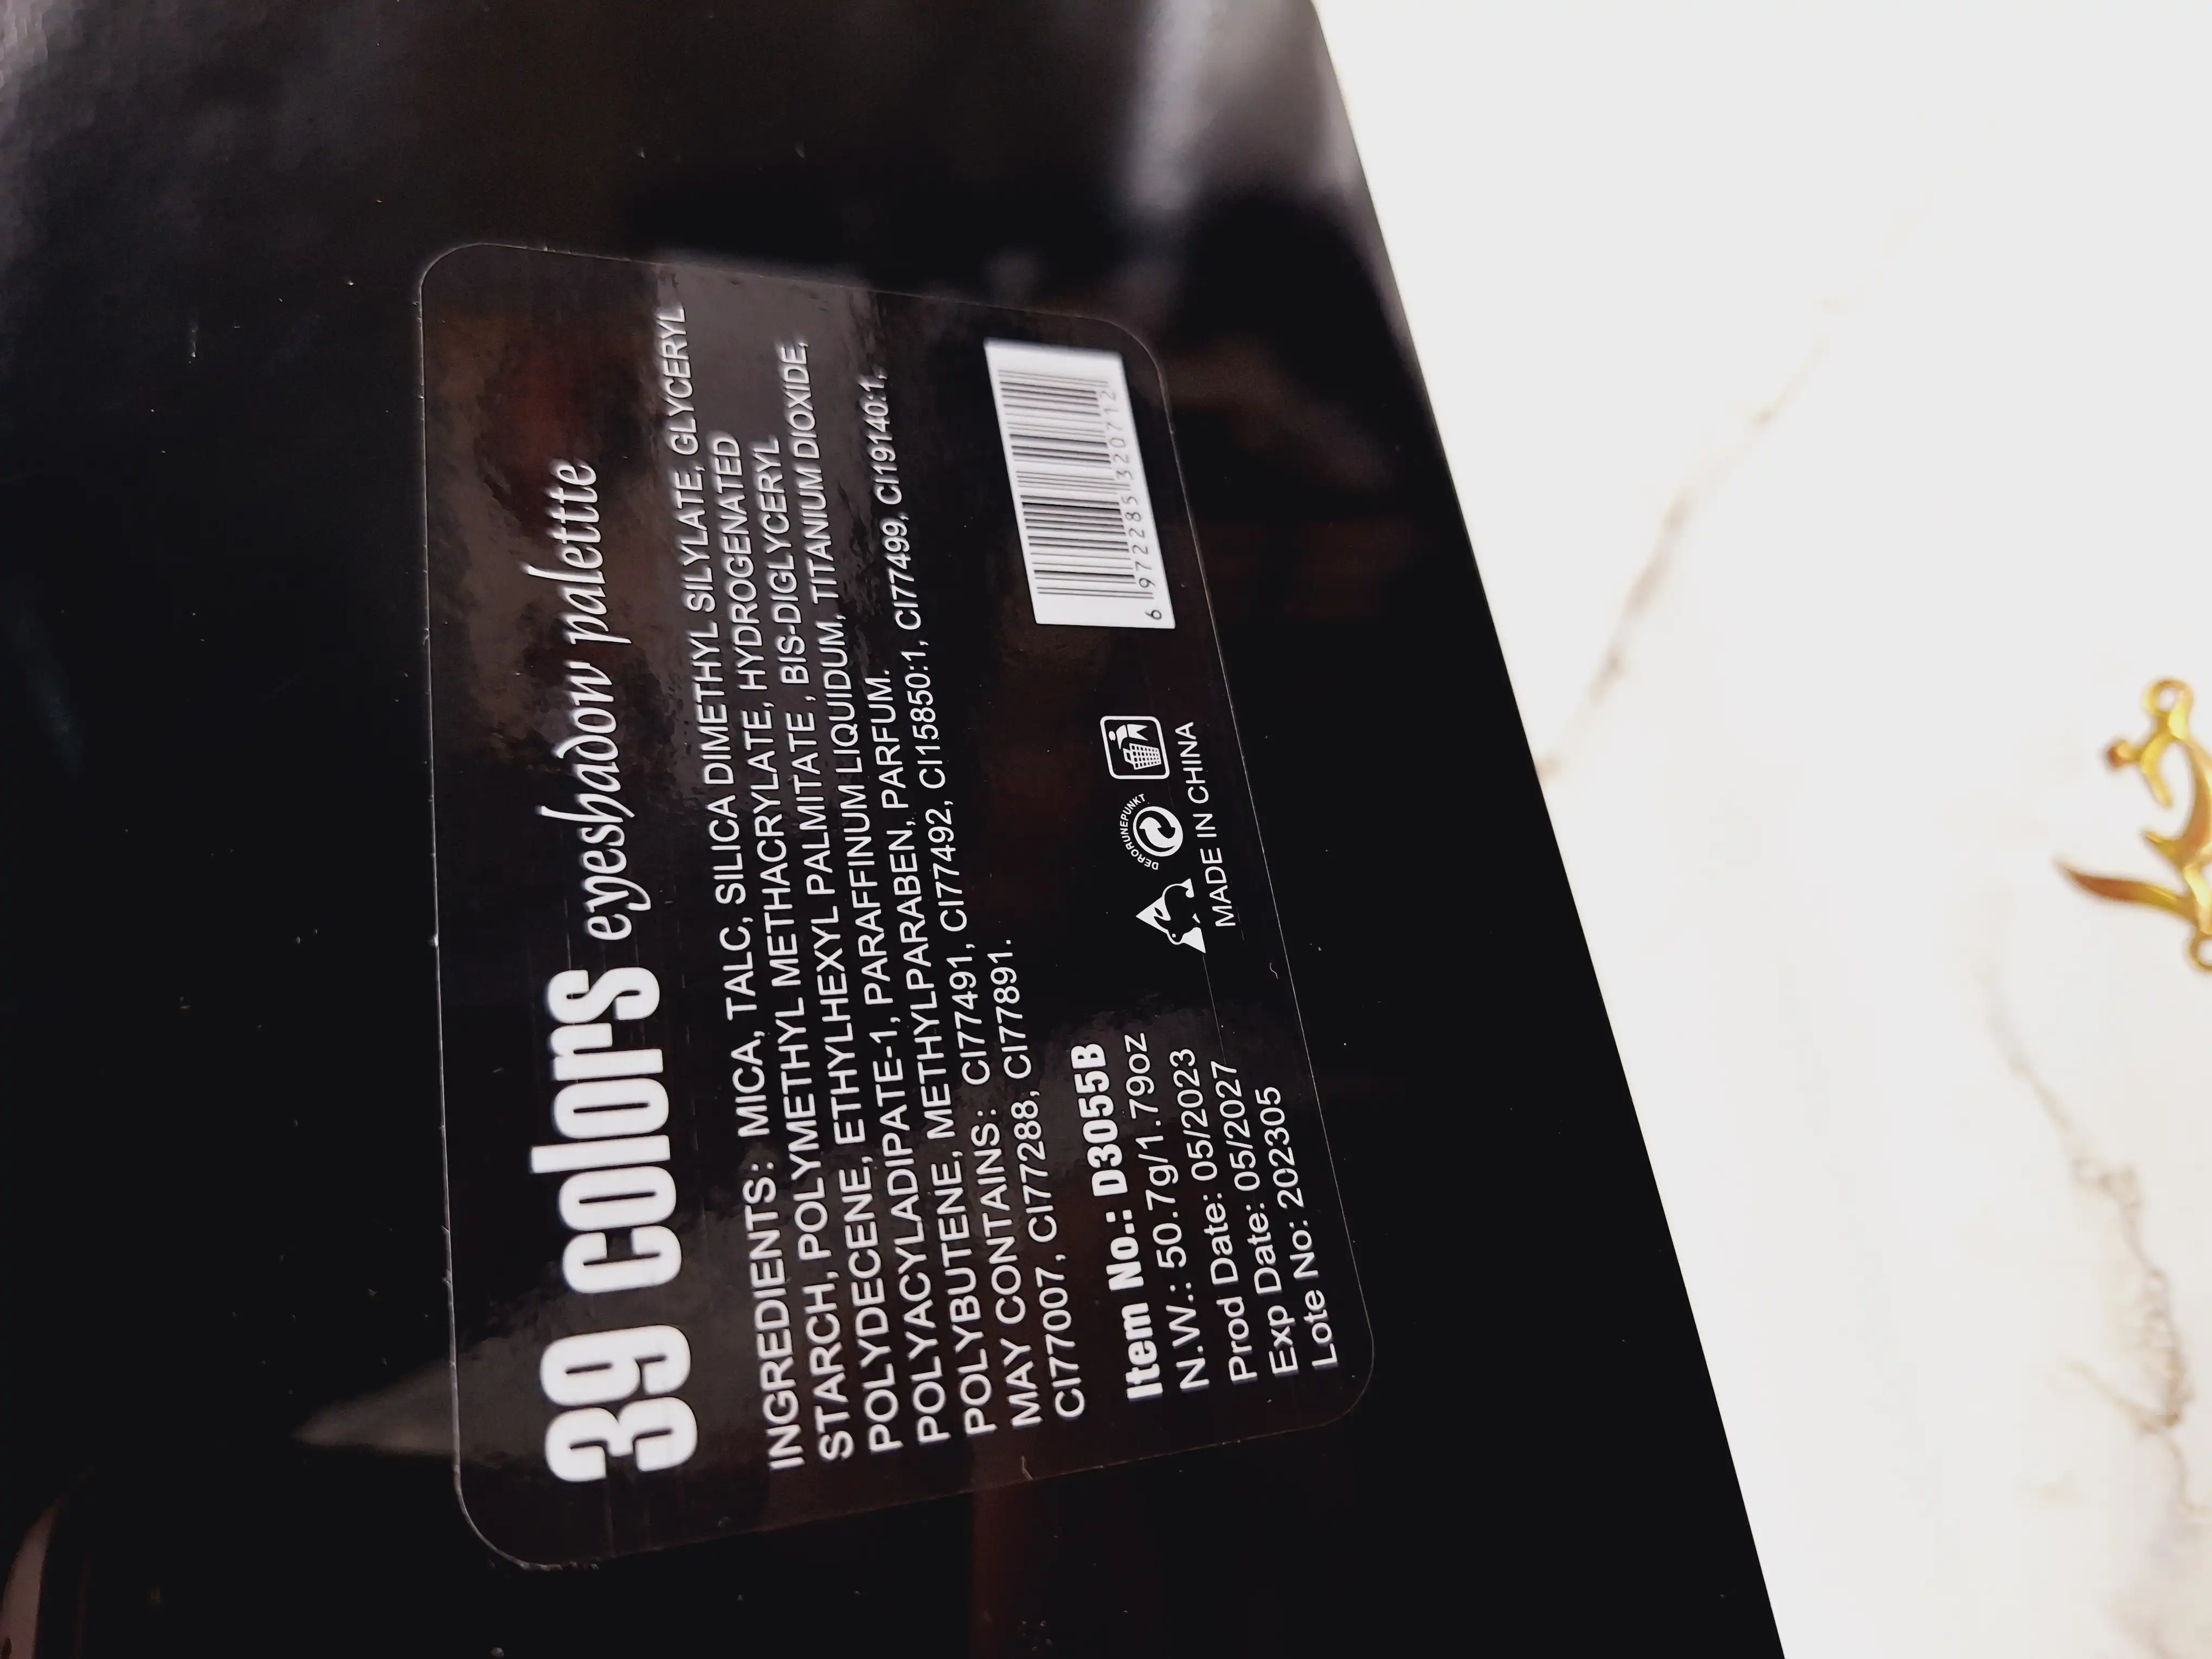 39 colors eyeshadow palettte
INGREDIENTS: MICA, TALC, SILICA DIMETHYL SILYLATE, GLYCERYL
STARCH, POLYMETHYL METHACRYLATE, HYDROGENATED
POLYDECENE, ETHYLHEXYL PALMITATE , BIS-DIGLYCERYL
POLYACYLADIPATE-1, PARAFFINUM LIQUIDUM, TITANIUM DIOXIDE,
POLYBUTENE, METHYLPARABEN, PARFUM.
MAY CONTAINS: CI77491, CI77492, CI15850:1, CI77499, CI19140:1,
CI77007, CI77288, CI77891.
Item No.: D3055B
N.W.: 50.7g/1.79oz
Prod Date: 05/2023
Exp Date: 05/2027
Lote No: 202305
DERORUNEPUNKT
MADE IN CHINA
6 972285 320712